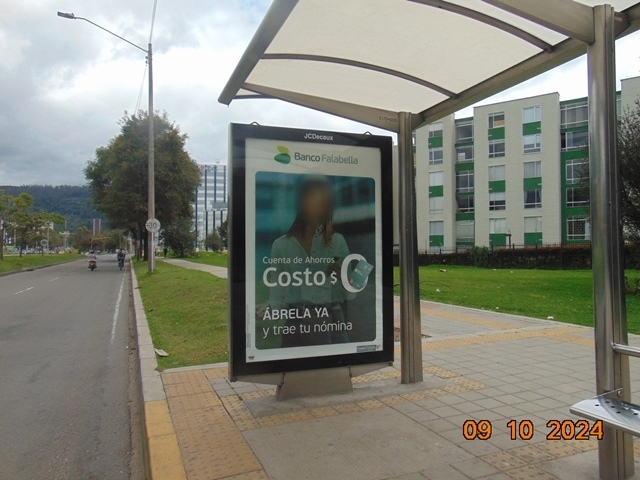 JCDecaux
Banco Falabella
Cuenta de Ahorros
Costo $0
ÁBRELA YA
y trae tu nómina
09 10 2024